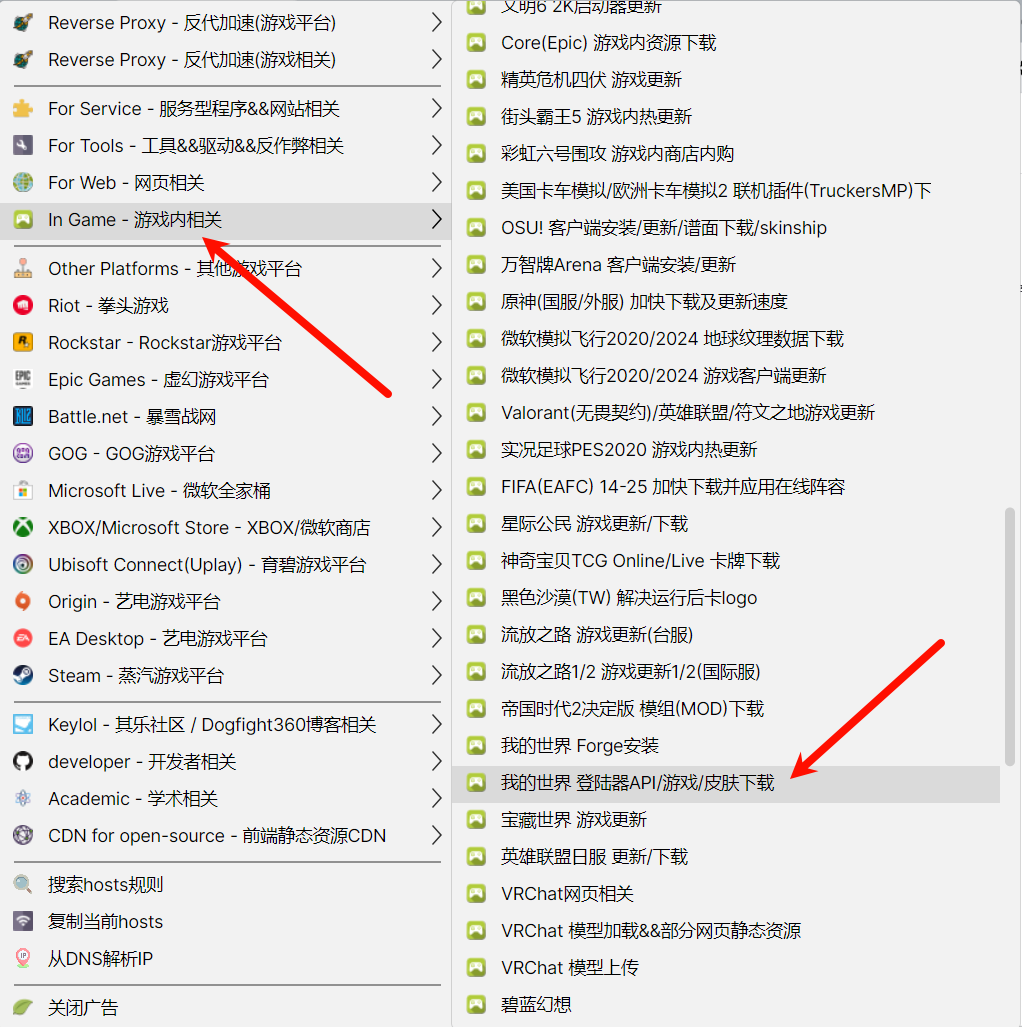 Reverse Proxy - 反代加速(游戏平台)
Reverse Proxy - 反代加速(游戏相关)
For Service - 服务型程序&&网站相关
For Tools - 工具&&驱动&&反作弊相关
For Web - 网页相关
In Game - 游戏内相关
Other Platforms - 其他游戏平台
Riot - 拳头游戏
Rockstar - Rockstar游戏平台
Epic Games - 虚幻游戏平台
Battle.net - 暴雪战网
GOG - GOG游戏平台
Microsoft Live - 微软全家桶
XBOX/Microsoft Store - XBOX/微软商店
Ubisoft Connect(Uplay) - 育碧游戏平台
Origin - 艺电游戏平台
EA Desktop - 艺电游戏平台
Steam - 蒸汽游戏平台
Keylol - 其乐社区 / Dogfight360博客相关
developer - 开发者相关
Academic - 学术相关
CDN for open-source - 前端静态资源CDN
搜索hosts规则
复制当前hosts
从DNS解析IP
关闭广告
文明6 2K启动器更新
Core(Epic) 游戏内资源下载
精英危机四伏 游戏更新
街头霸王5 游戏内热更新
彩虹六号围攻 游戏内商店内购
美国卡车模拟/欧洲卡车模拟2 联机插件(TruckersMP)下
OSU! 客户端安装/更新/谱面下载/skinship
万智牌Arena 客户端安装/更新
原神(国服/外服) 加快下载及更新速度
微软模拟飞行2020/2024 地球纹理数据下载
微软模拟飞行2020/2024 游戏客户端更新
Valorant(无畏契约)/英雄联盟/符文之地游戏更新
实况足球PES2020 游戏内热更新
FIFA(EAFC) 14-25 加快下载并应用在线阵容
星际公民 游戏更新/下载
神奇宝贝TCG Online/Live 卡牌下载
黑色沙漠(TW) 解决运行后卡logo
流放之路 游戏更新(台服)
流放之路1/2 游戏更新1/2(国际服)
帝国时代2决定版 模组(MOD)下载
我的世界 Forge安装
我的世界 登陆器API/游戏/皮肤下载
宝藏世界 游戏更新
英雄联盟日服 更新/下载
VRChat网页相关
VRChat 模型加载&&部分网页静态资源
VRChat 模型上传
碧蓝幻想